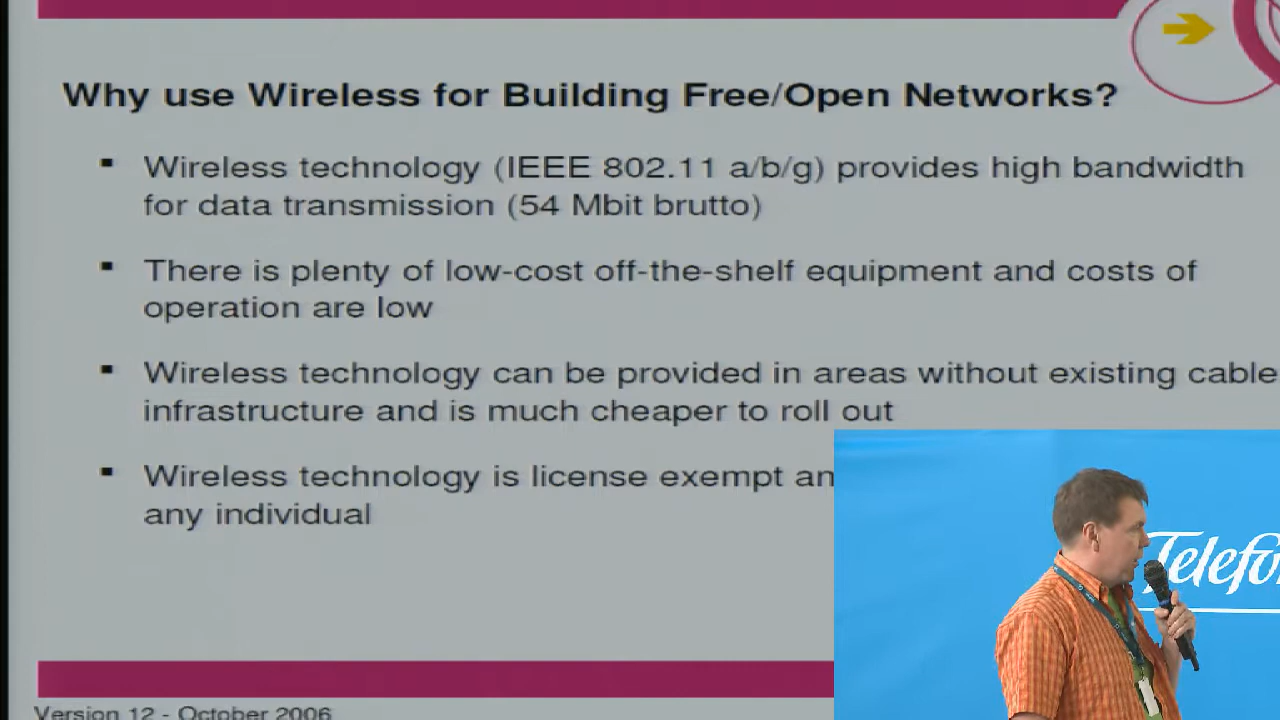 Why use Wireless for Building Free/Open Networks?
Wireless technology (IEEE 802.11 a/b/g) provides high bandwidth
for data transmission (54 Mbit brutto)
There is plenty of low-cost off-the-shelf equipment and costs of
operation are low
Wireless technology can be provided in areas without existing cable
infrastructure and is much cheaper to roll out
Wireless technology is license exempt an
any individual
Telefo
Version 12 - October 2006